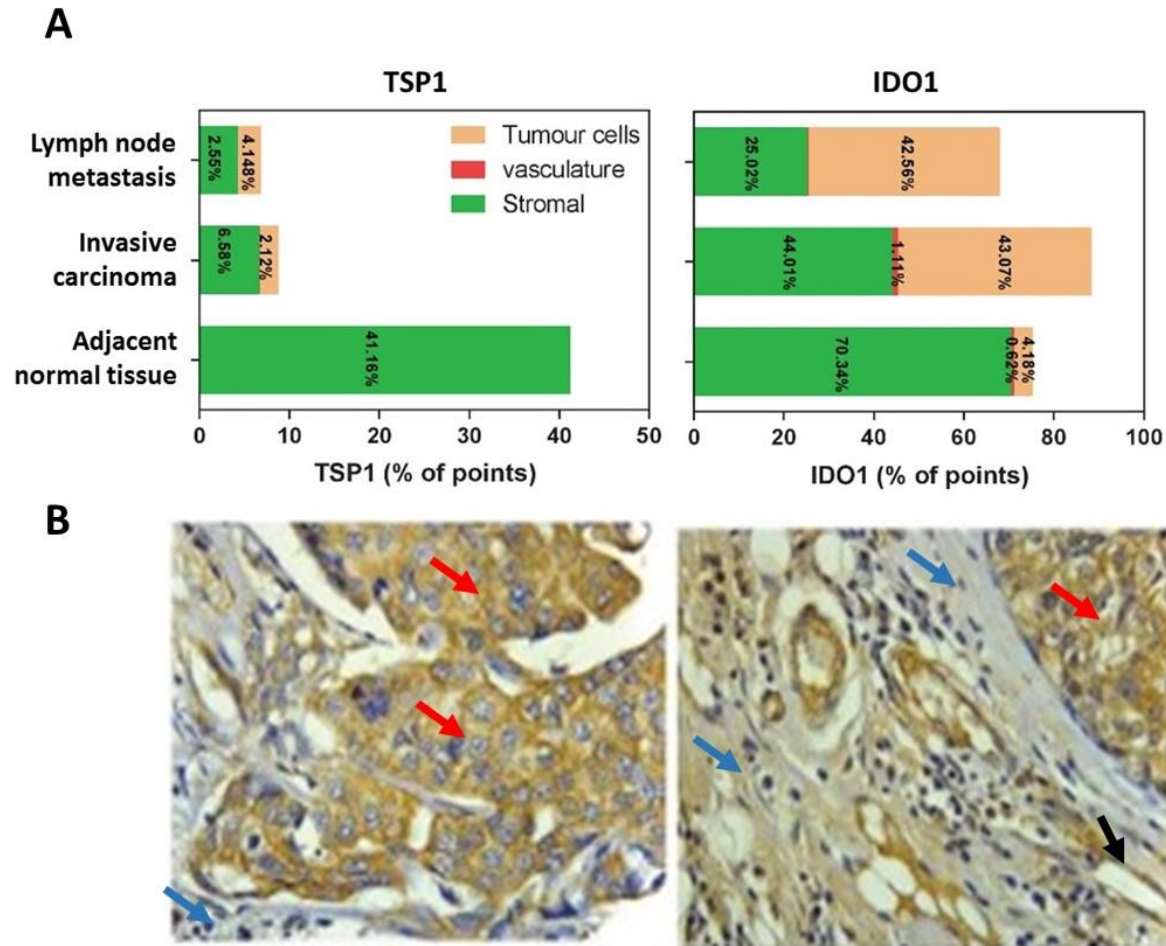 A
TSP1
IDO1
Lymph node
metastasis
Invasive
carcinoma
Adjacent
normal tissue
2.55%
4.148%
6.58%
2.12%
41.16%
Tumour cells
vasculature
Stromal
0
10
20
30
40
50
TSP1 (% of points)
25.02%
42.56%
44.01%
1.11%
43.07%
70.34%
0.62%
4.18%
0
20
40
60
80
100
IDO1 (% of points)
B